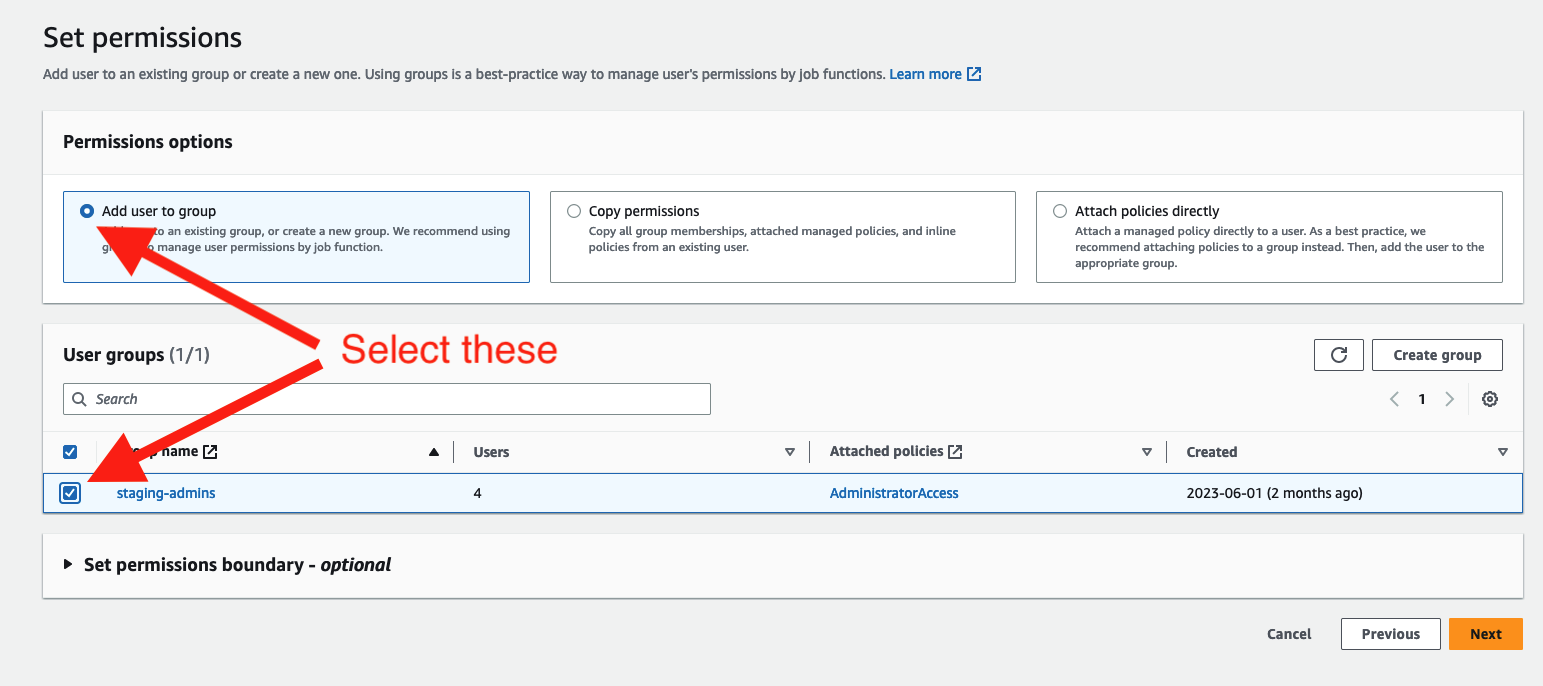 Set permissions
Add user to an existing group or create a new one. Using groups is a best-practice way to manage user's permissions by job functions. Learn more
Permissions options
Add user to group
to an existing group, or create a new group. We recommend using
manage user permissions by job function.
Copy permissions
Copy all group memberships, attached managed policies, and inline
policies from an existing user.
Attach policies directly
Attach a managed policy directly to a user. As a best practice, we
recommend attaching policies to a group instead. Then, add the user to the
appropriate group.
Select these
User groups (1/1)
Create group
Search
1
name
Users
Attached policies
Created
staging-admins
4
AdministratorAccess
2023-06-01 (2 months ago)
Set permissions boundary - optional
Cancel
Previous
Next